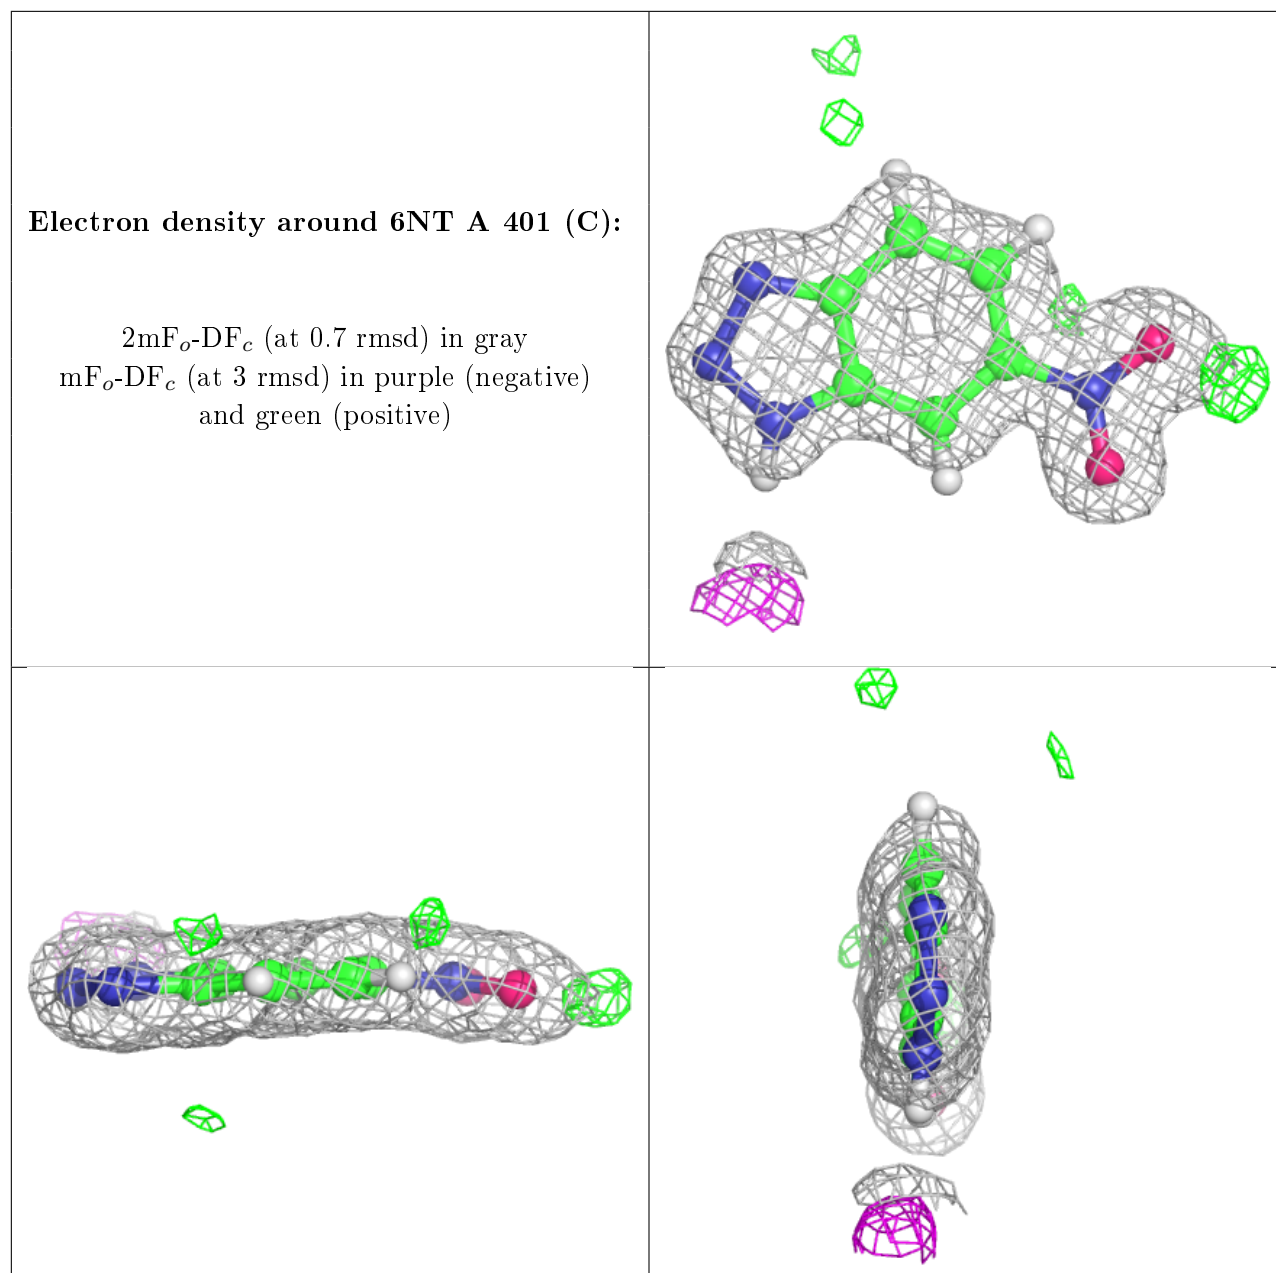 Electron density around 6NT A 401 (C):
2mFo-DFc (at 0.7 rmsd) in gray
mFo-DFc (at 3 rmsd) in purple (negative)
and green (positive)